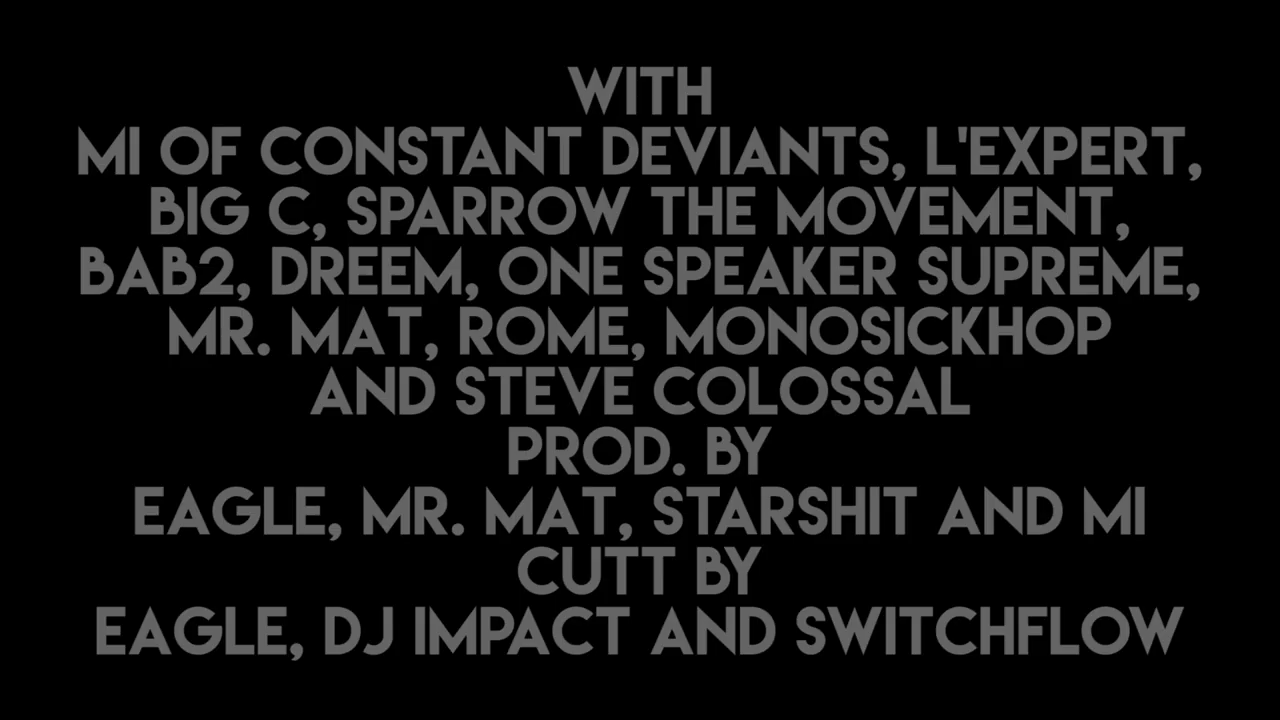 WITH
MI OF CONSTANT DEVIANTS, L'EXPERT,
BIG C, SPARROW THE MOVEMENT,
BAB2, DREEM, ONE SPEAKER SUPREME,
MR. MAT, ROME, MONOSICKHOP
AND STEVE COLOSSAL
PROD. BY
EAGLE, MR. MAT, STARSHIT AND MI
CUTT BY
EAGLE, DJ IMPACT AND SWITCHFLOW